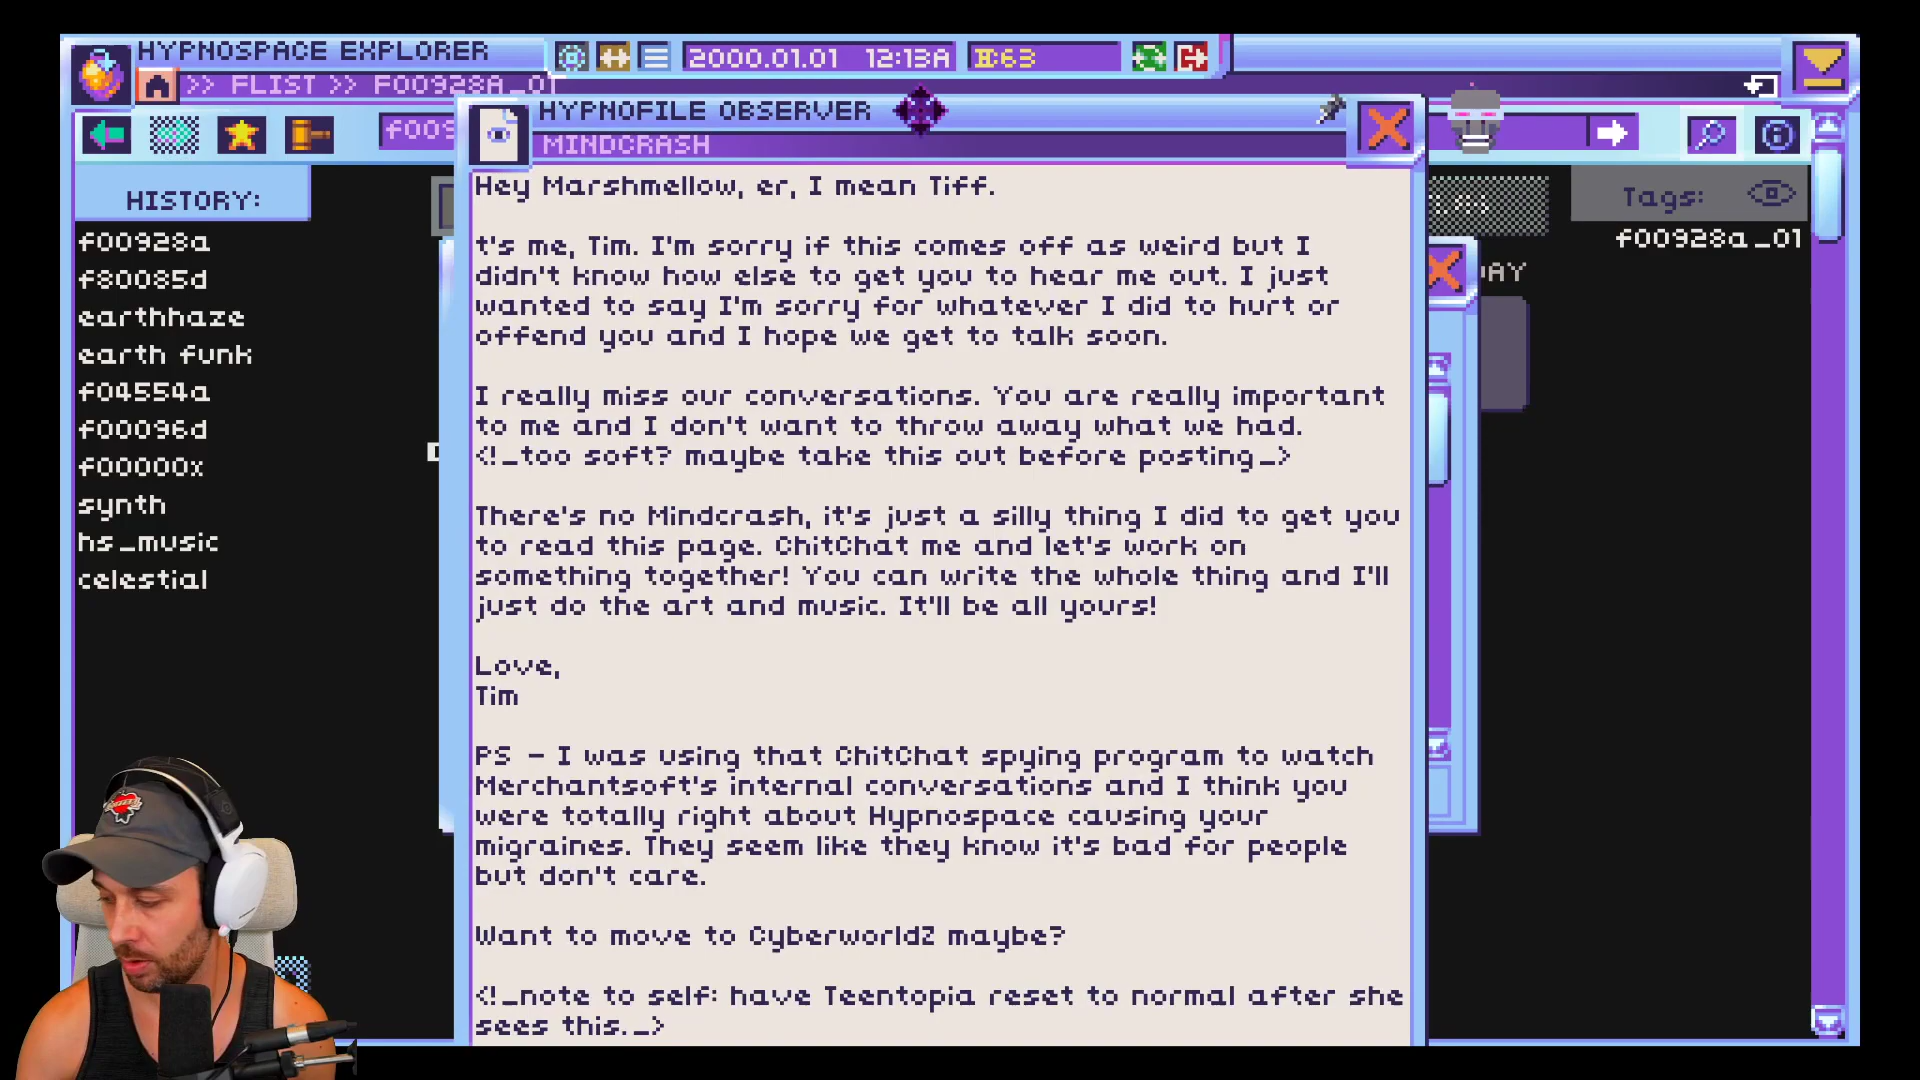 HYPNOSPACE EXPLORER
2000.01.01 12:13A
63
>> FLIST >> F00928A_01
HYPNOFILE OBSERVER
MINDCRASH
f009
HISTORY:
f00928a
f80085d
earthhaze
earth funk
f04554a
f00096d
f00000x
synth
hs_music
celestial
Hey Marshmellow, er, I mean Tiff.
t's me, Tim. I'm sorry if this comes off as weird but I
didn't know how else to get you to hear me out. I just
wanted to say I'm sorry for whatever I did to hurt or
offend you and I hope we get to talk soon.
I really miss our conversations. You are really important
to me and I don't want to throw away what we had.
<!_too soft? maybe take this out before posting_>
There's no Mindcrash, it's just a silly thing I did to get you
to read this page. ChitChat me and let's work on
something together! You can write the whole thing and I'll
just do the art and music. It'll be all yours!
Love,
Tim
PS - I was using that ChitChat spying program to watch
Merchantsoft's internal conversations and I think you
were totally right about Hypnospace causing your
migraines. They seem like they know it's bad for people
but don't care.
Want to move to CyberworldZ maybe?
<!_note to self: have Teentopia reset to normal after she
sees this._>
Tags:
f00928a_01
DAY